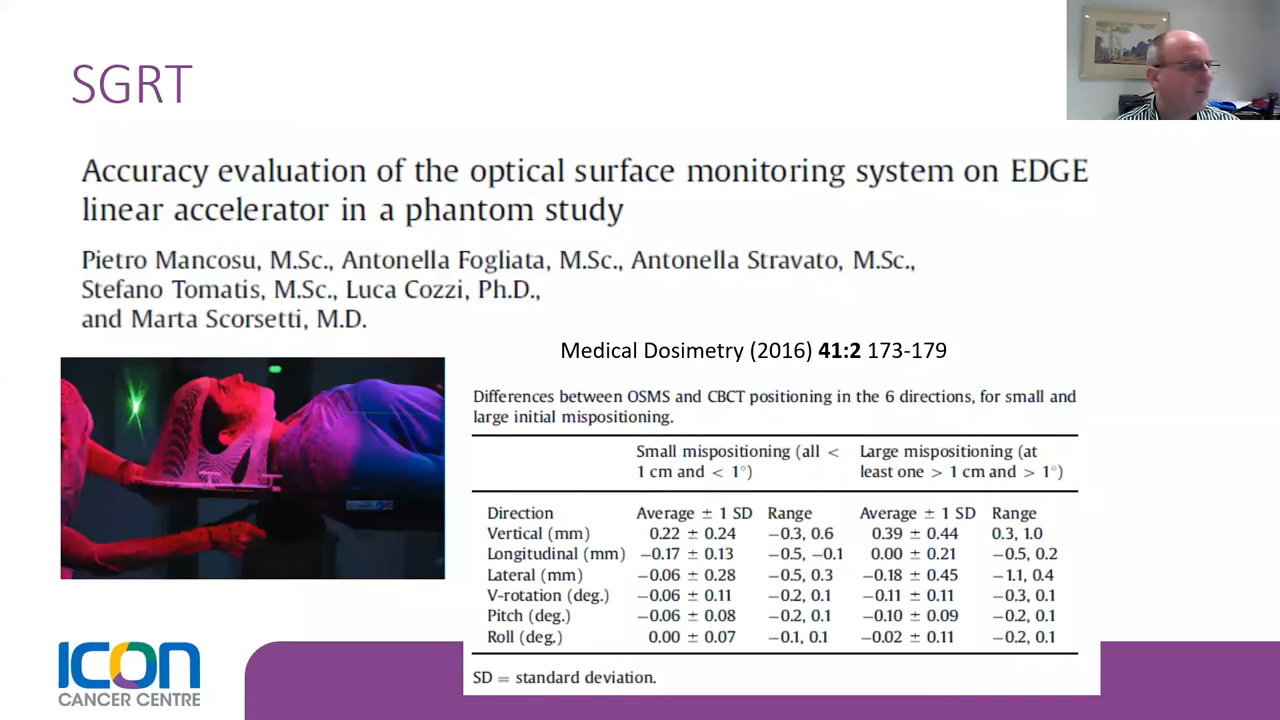 SGRT
Accuracy evaluation of the optical surface monitoring system on EDGE
linear accelerator in a phantom study
Pietro Mancosu, M.Sc., Antonella Fogliata, M.Sc., Antonella Stravato, M.Sc.,
Stefano Tomatis, M.Sc., Luca Cozzi, Ph.D.,
and Marta Scorsetti, M.D.
Medical Dosimetry (2016) 41:2 173-179
Differences between OSMS and CBCT positioning in the 6 directions, for small and
large initial mispositioning.
Small mispositioning (all < Large mispositioning (at
1 cm and < 1°) least one > 1 cm and > 1°)
Direction Average ± 1 SD Range Average ± 1 SD Range
Vertical (mm) 0.22 ± 0.24 −0.3, 0.6 0.39 ± 0.44 0.3, 1.0
Longitudinal (mm) −0.17 ± 0.13 −0.5, −0.1 0.00 ± 0.21 −0.5, 0.2
Lateral (mm) −0.06 ± 0.28 −0.5, 0.3 −0.18 ± 0.45 −1.1, 0.4
V-rotation (deg.) −0.06 ± 0.11 −0.2, 0.1 −0.11 ± 0.11 −0.3, 0.1
Pitch (deg.) −0.06 ± 0.08 −0.2, 0.1 −0.10 ± 0.09 −0.2, 0.1
Roll (deg.) 0.00 ± 0.07 −0.1, 0.1 −0.02 ± 0.11 −0.2, 0.1
SD = standard deviation.
ICON
CANCER CENTRE